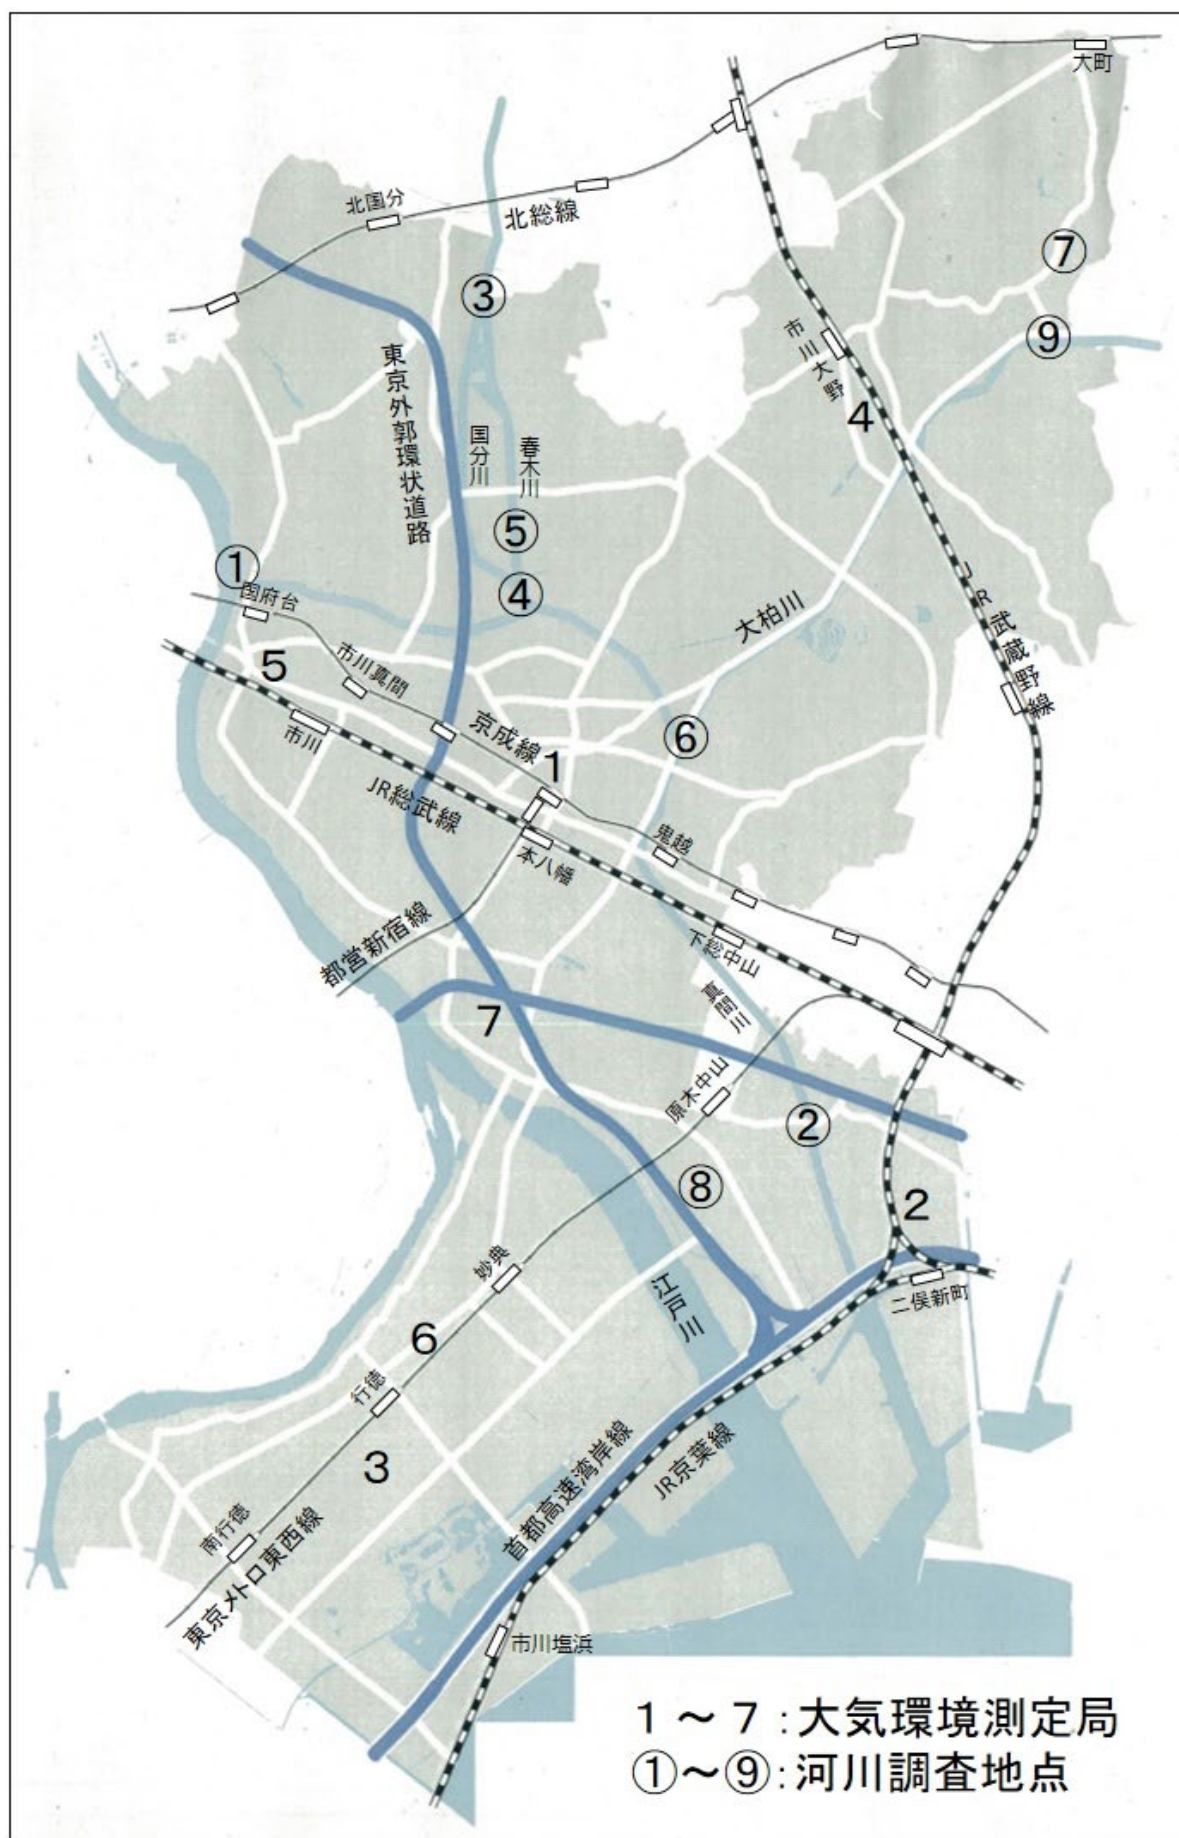 大町
北国分
北総線
⑦
③
⑨
市川大野
東京外郭環状道路
4
国分川
春木川
⑤
①
国府台
④
大柏川
JR武蔵野線
5
市川真間
市川
京成線
⑥
1
JR総武線
鬼越
本八幡
都営新宿線
下総中山
真間川
7
原木中山
②
⑧
2
妙典
江戸川
二俣新町
6
行徳
3
首都高速湾岸線
JR京葉線
南行徳
東京メトロ東西線
市川塩浜
1～7:大気環境測定局
①～⑨:河川調査地点